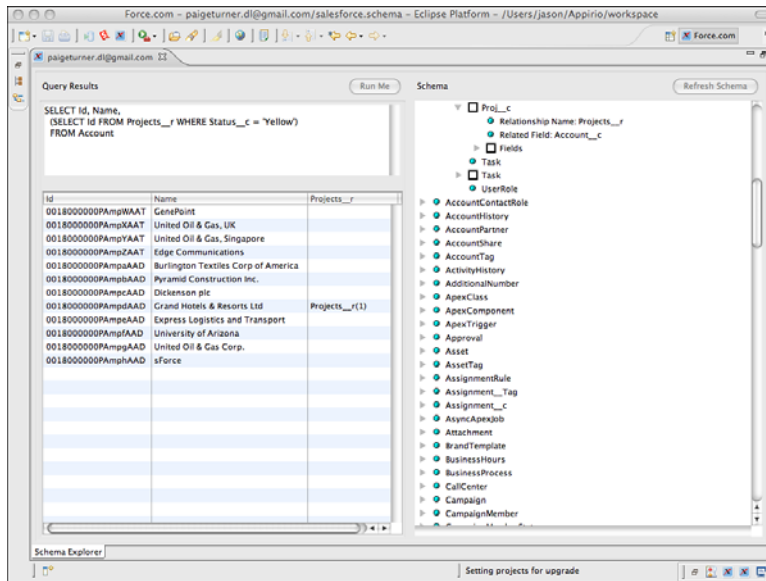 Force.com – paigeturner.dl@gmail.com/salesforce.schema – Eclipse Platform – /Users/jason/Appirio/workspace
Force.com
paigeturner.dl@gmail.com
Query Results
Run Me
SELECT Id, Name,
(SELECT Id FROM Projects__r WHERE Status__c = 'Yellow')
FROM Account
Id Name Projects__r
0018000000PAmpWAAT GenePoint
0018000000PAmpXAAT United Oil & Gas, UK
0018000000PAmpYAAT United Oil & Gas, Singapore
0018000000PAmpZAAT Edge Communications
0018000000PAmpaAAD Burlington Textiles Corp of America
0018000000PAmpbAAD Pyramid Construction Inc.
0018000000PAmpcAAD Dickenson plc
0018000000PAmpdAAD Grand Hotels & Resorts Ltd Projects__r(1)
0018000000PAmpeAAD Express Logistics and Transport
0018000000PAmpfAAD University of Arizona
0018000000PAmpgAAD United Oil & Gas Corp.
0018000000PAmphAAD sForce
Schema
Refresh Schema
Proj__c
Relationship Name: Projects__r
Related Field: Account__c
Fields
Task
Task
UserRole
AccountContactRole
AccountHistory
AccountPartner
AccountShare
AccountTag
ActivityHistory
AdditionalNumber
ApexClass
ApexComponent
ApexTrigger
Approval
Asset
AssetTag
AssignmentRule
Assignment__Tag
Assignment__c
AsyncApexJob
Attachment
BrandTemplate
BusinessHours
BusinessProcess
CallCenter
Campaign
CampaignMember
Schema Explorer
Setting projects for upgrade